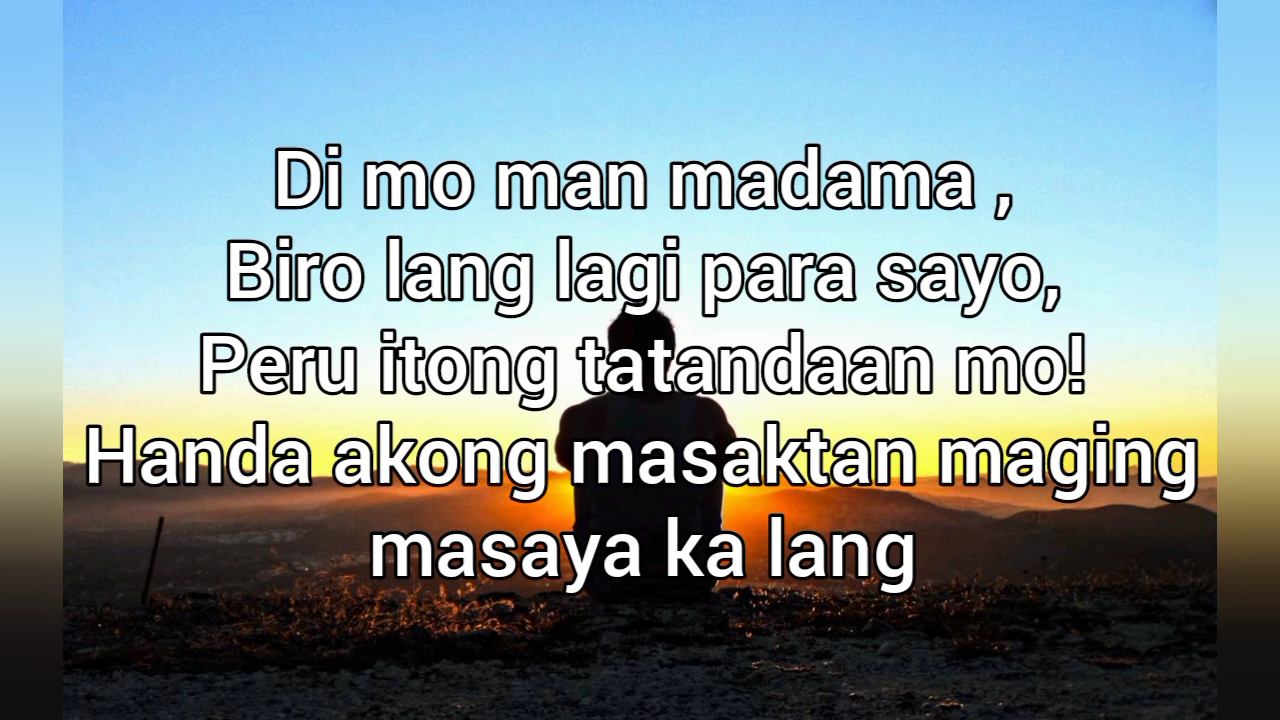 Di mo man madama ,
Biro lang lagi para sayo,
Peru itong tatandaan mo!
Handa akong masaktan maging
masaya ka lang